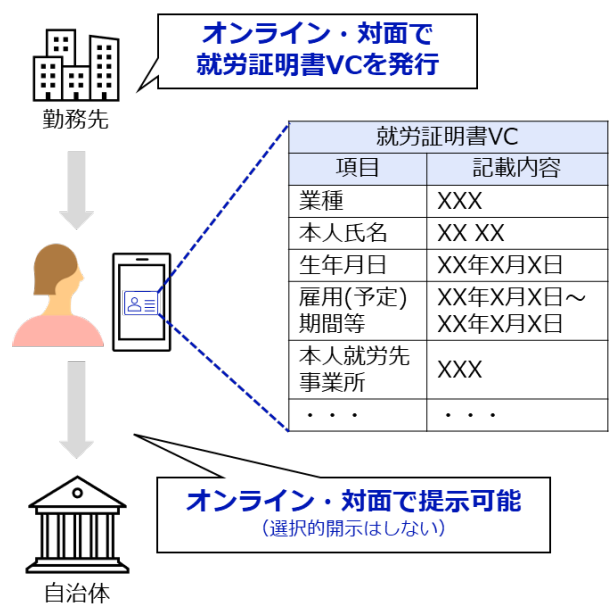 オンライン・対面で
就労証明書VCを発行
勤務先
就労証明書VC
項目 記載内容
業種 XXX
本人氏名 XX XX
生年月日 XX年X月X日
雇用(予定) XX年X月X日～
期間等 XX年X月X日
本人就労先
事業所 XXX
・・・ ・・・
オンライン・対面で提示可能
（選択的開示はしない）
自治体